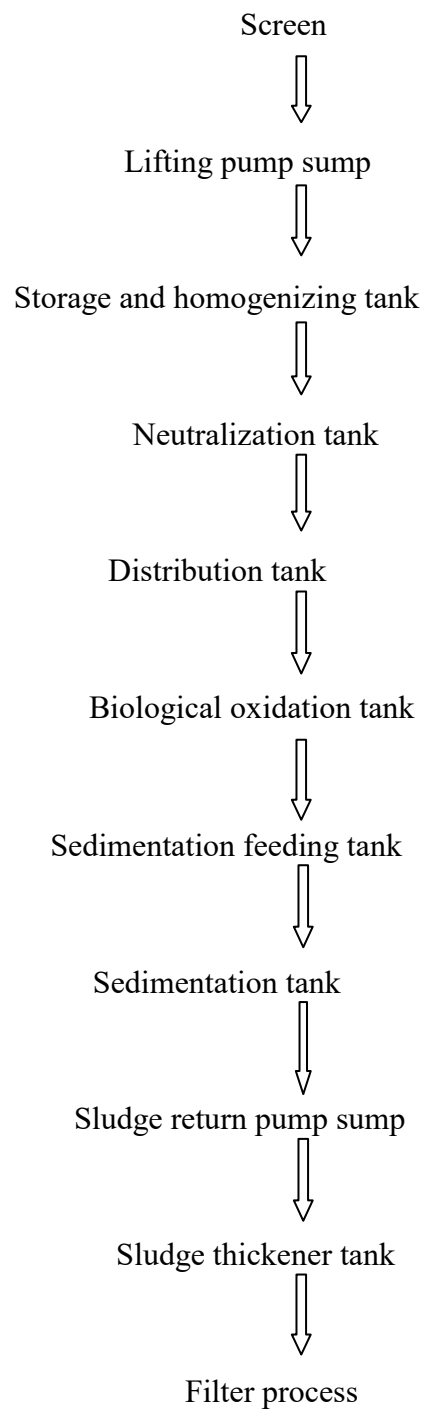 Screen
Lifting pump sump
Storage and homogenizing tank
Neutralization tank
Distribution tank
Biological oxidation tank
Sedimentation feeding tank
Sedimentation tank
Sludge return pump sump
Sludge thickener tank
Filter process